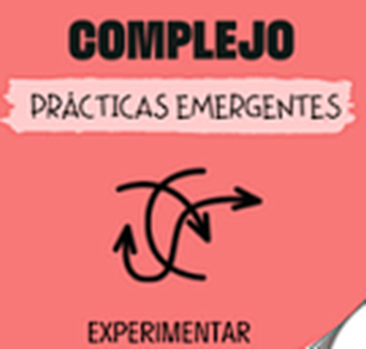 COMPLEJO
PRÁCTICAS EMERGENTES
EXPERIMENTAR